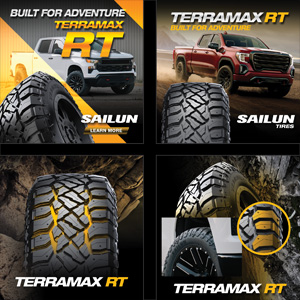 BUILT FOR ADVENTURE
TERRAMAX
RT
SAILUN
LEARN MORE
TERRAMAX RT
BUILT FOR ADVENTURE
SAILUN
TIRES
TERRAMAX RT
TERRAMAX RT